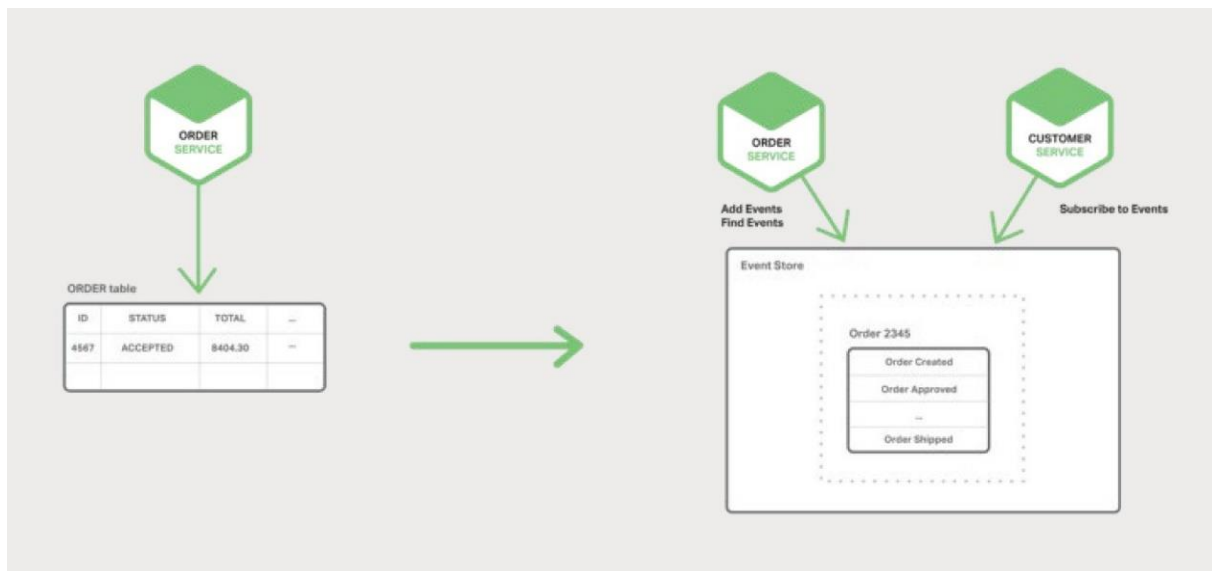 ORDER
SERVICE
ORDER table
ID STATUS TOTAL ...
4567 ACCEPTED 8404.30 ...
ORDER
SERVICE
CUSTOMER
SERVICE
Add Events
Find Events
Subscribe to Events
Event Store
Order 2345
Order Created
Order Approved
...
Order Shipped